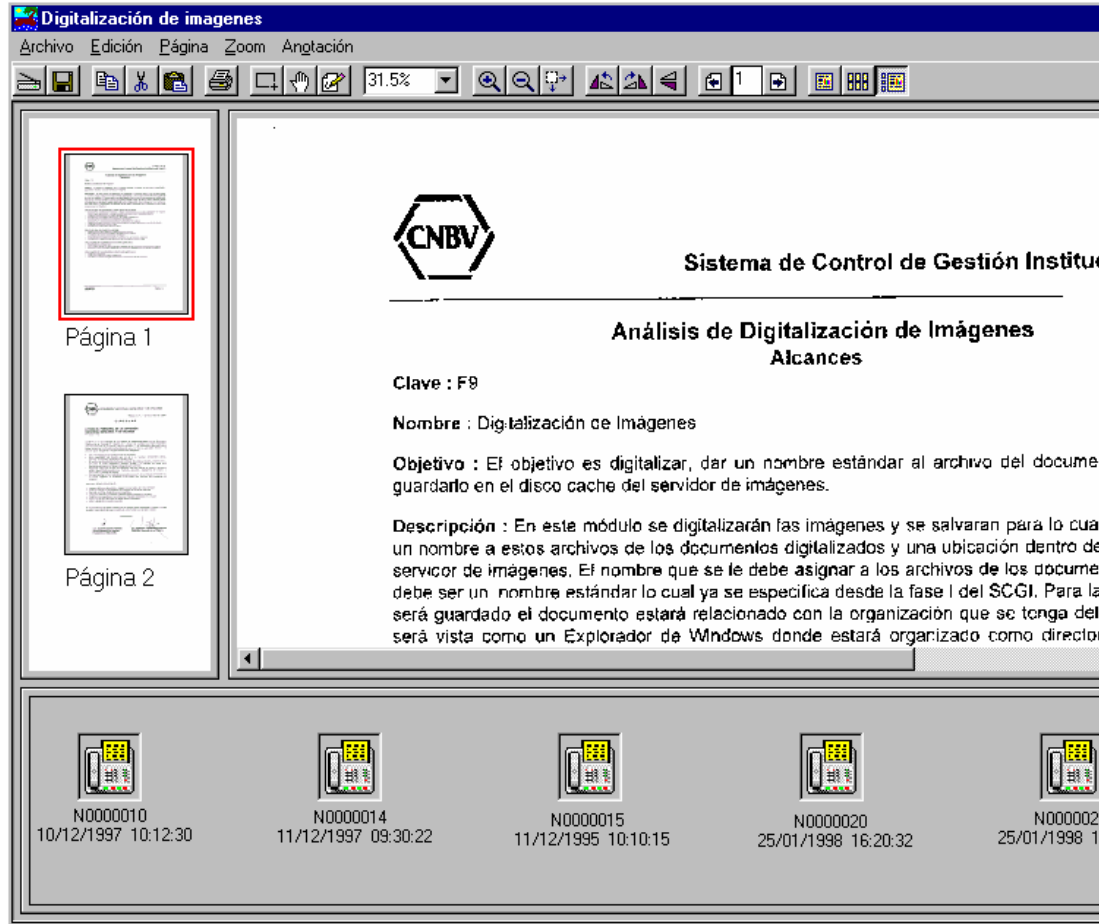 Digitalización de imagenes
Archivo Edición Página Zoom Anotación
31.5% 1
Página 1
Página 2
CNBV
Sistema de Control de Gestión Institu
Análisis de Digitalización de Imágenes
Alcances
Clave : F9
Nombre : Digitalización de Imágenes
Objetivo : El objetivo es digitalizar, dar un nombre estándar al archivo del docume
guardarlo en el disco cache del servidor de imágenes.
Descripción : En este módulo se digitalizarán las imágenes y se salvaran para lo cua
un nombre a estos archivos de los documentos digitalizados y una ubicación dentro de
servidor de imágenes. El nombre que se le debe asignar a los archivos de los docume
debe ser un nombre estándar lo cual ya se especifica desde la fase I del SCGI. Para la
será guardado el documento estará relacionado con la organización que se tenga del
será vista como un Explorador de Windows donde estará organizado como director
N0000010
10/12/1997 10:12:30
N0000014
11/12/1997 09:30:22
N0000015
11/12/1995 10:10:15
N0000020
25/01/1998 16:20:32
N000002
25/01/1998 1